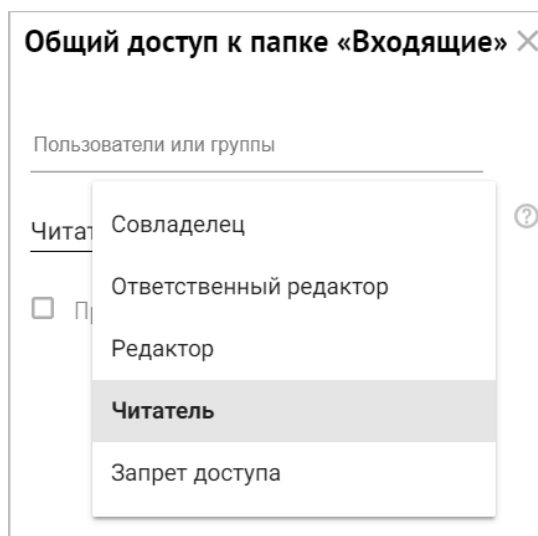 Общий доступ к папке «Входящие»
Пользователи или группы
Совладелец
Ответственный редактор
Редактор
Читатель
Запрет доступа